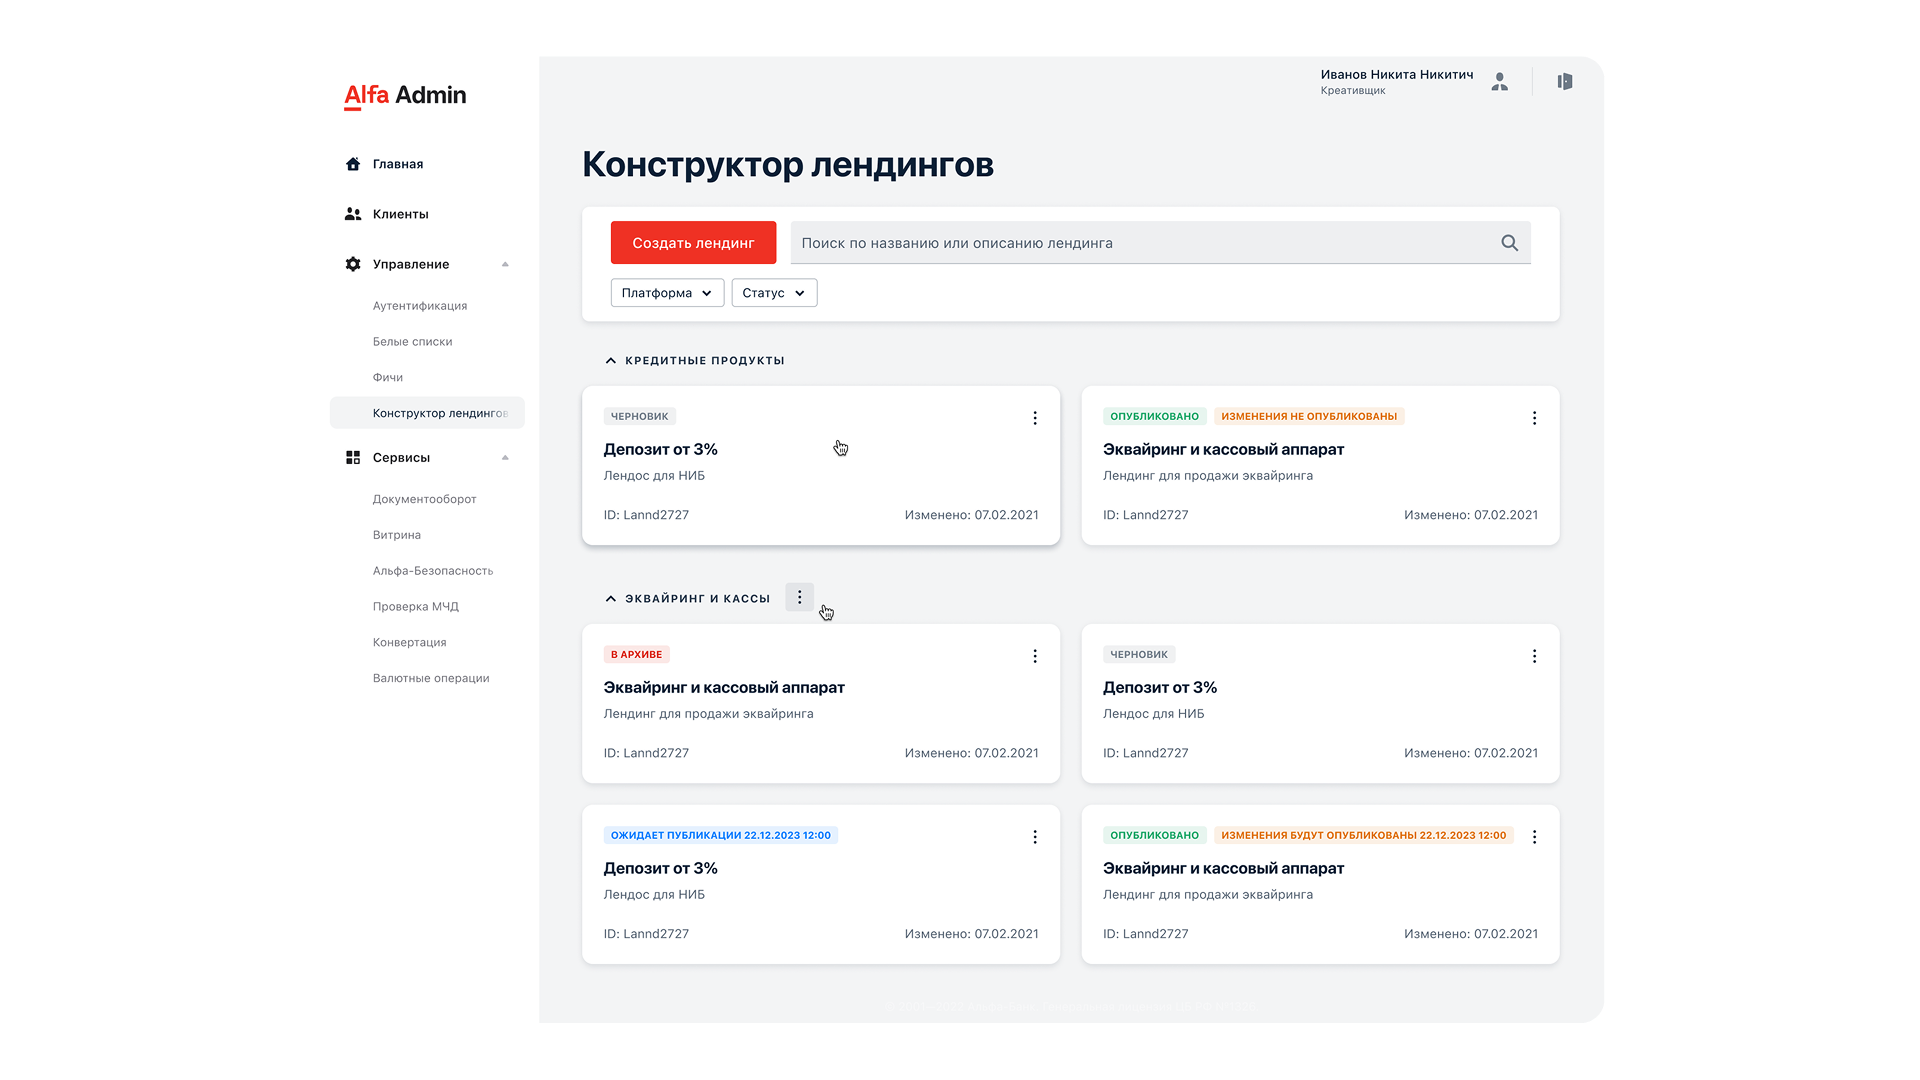 Alfa Admin
Главная
Клиенты
Управление
Аутентификация
Белые списки
Фичи
Конструктор лендингов
Сервисы
Документооборот
Витрина
Альфа-Безопасность
Проверка МЧД
Конвертация
Валютные операции
Иванов Никита Никитич
Креативщик
Конструктор лендингов
Создать лендинг
Поиск по названию или описанию лендинга
Платформа
Статус
КРЕДИТНЫЕ ПРОДУКТЫ
ЧЕРНОВИК
Депозит от 3%
Лендос для НИБ
ID: Lannd2727
Изменено: 07.02.2021
ОПУБЛИКОВАНО
ИЗМЕНЕНИЯ НЕ ОПУБЛИКОВАНЫ
Эквайринг и кассовый аппарат
Лендинг для продажи эквайринга
ID: Lannd2727
Изменено: 07.02.2021
ЭКВАЙРИНГ И КАССЫ
В АРХИВЕ
Эквайринг и кассовый аппарат
Лендинг для продажи эквайринга
ID: Lannd2727
Изменено: 07.02.2021
ЧЕРНОВИК
Депозит от 3%
Лендос для НИБ
ID: Lannd2727
Изменено: 07.02.2021
ОЖИДАЕТ ПУБЛИКАЦИИ 22.12.2023 12:00
Депозит от 3%
Лендос для НИБ
ID: Lannd2727
Изменено: 07.02.2021
ОПУБЛИКОВАНО
ИЗМЕНЕНИЯ БУДУТ ОПУБЛИКОВАНЫ 22.12.2023 12:00
Эквайринг и кассовый аппарат
Лендинг для продажи эквайринга
ID: Lannd2727
Изменено: 07.02.2021